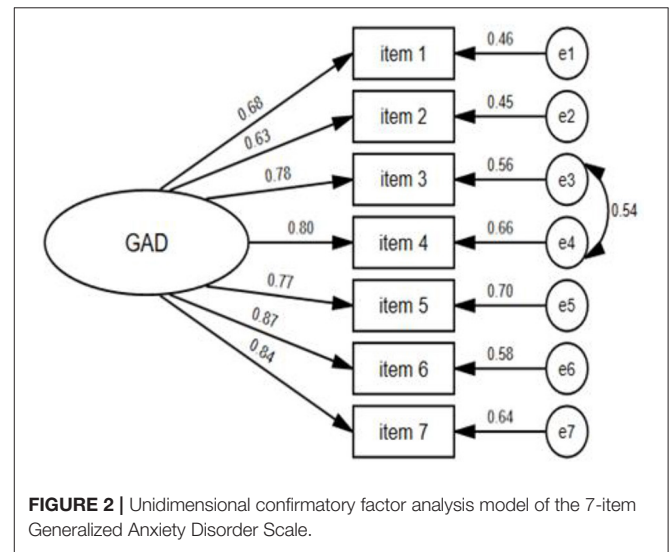 0.68
item 1
0.46
e1
0.63
item 2
0.45
e2
0.78
item 3
0.56
e3
0.54
GAD
0.80
item 4
0.66
e4
0.77
item 5
0.70
e5
0.87
item 6
0.58
e6
0.84
item 7
0.64
e7
FIGURE 2 | Unidimensional confirmatory factor analysis model of the 7-item
Generalized Anxiety Disorder Scale.